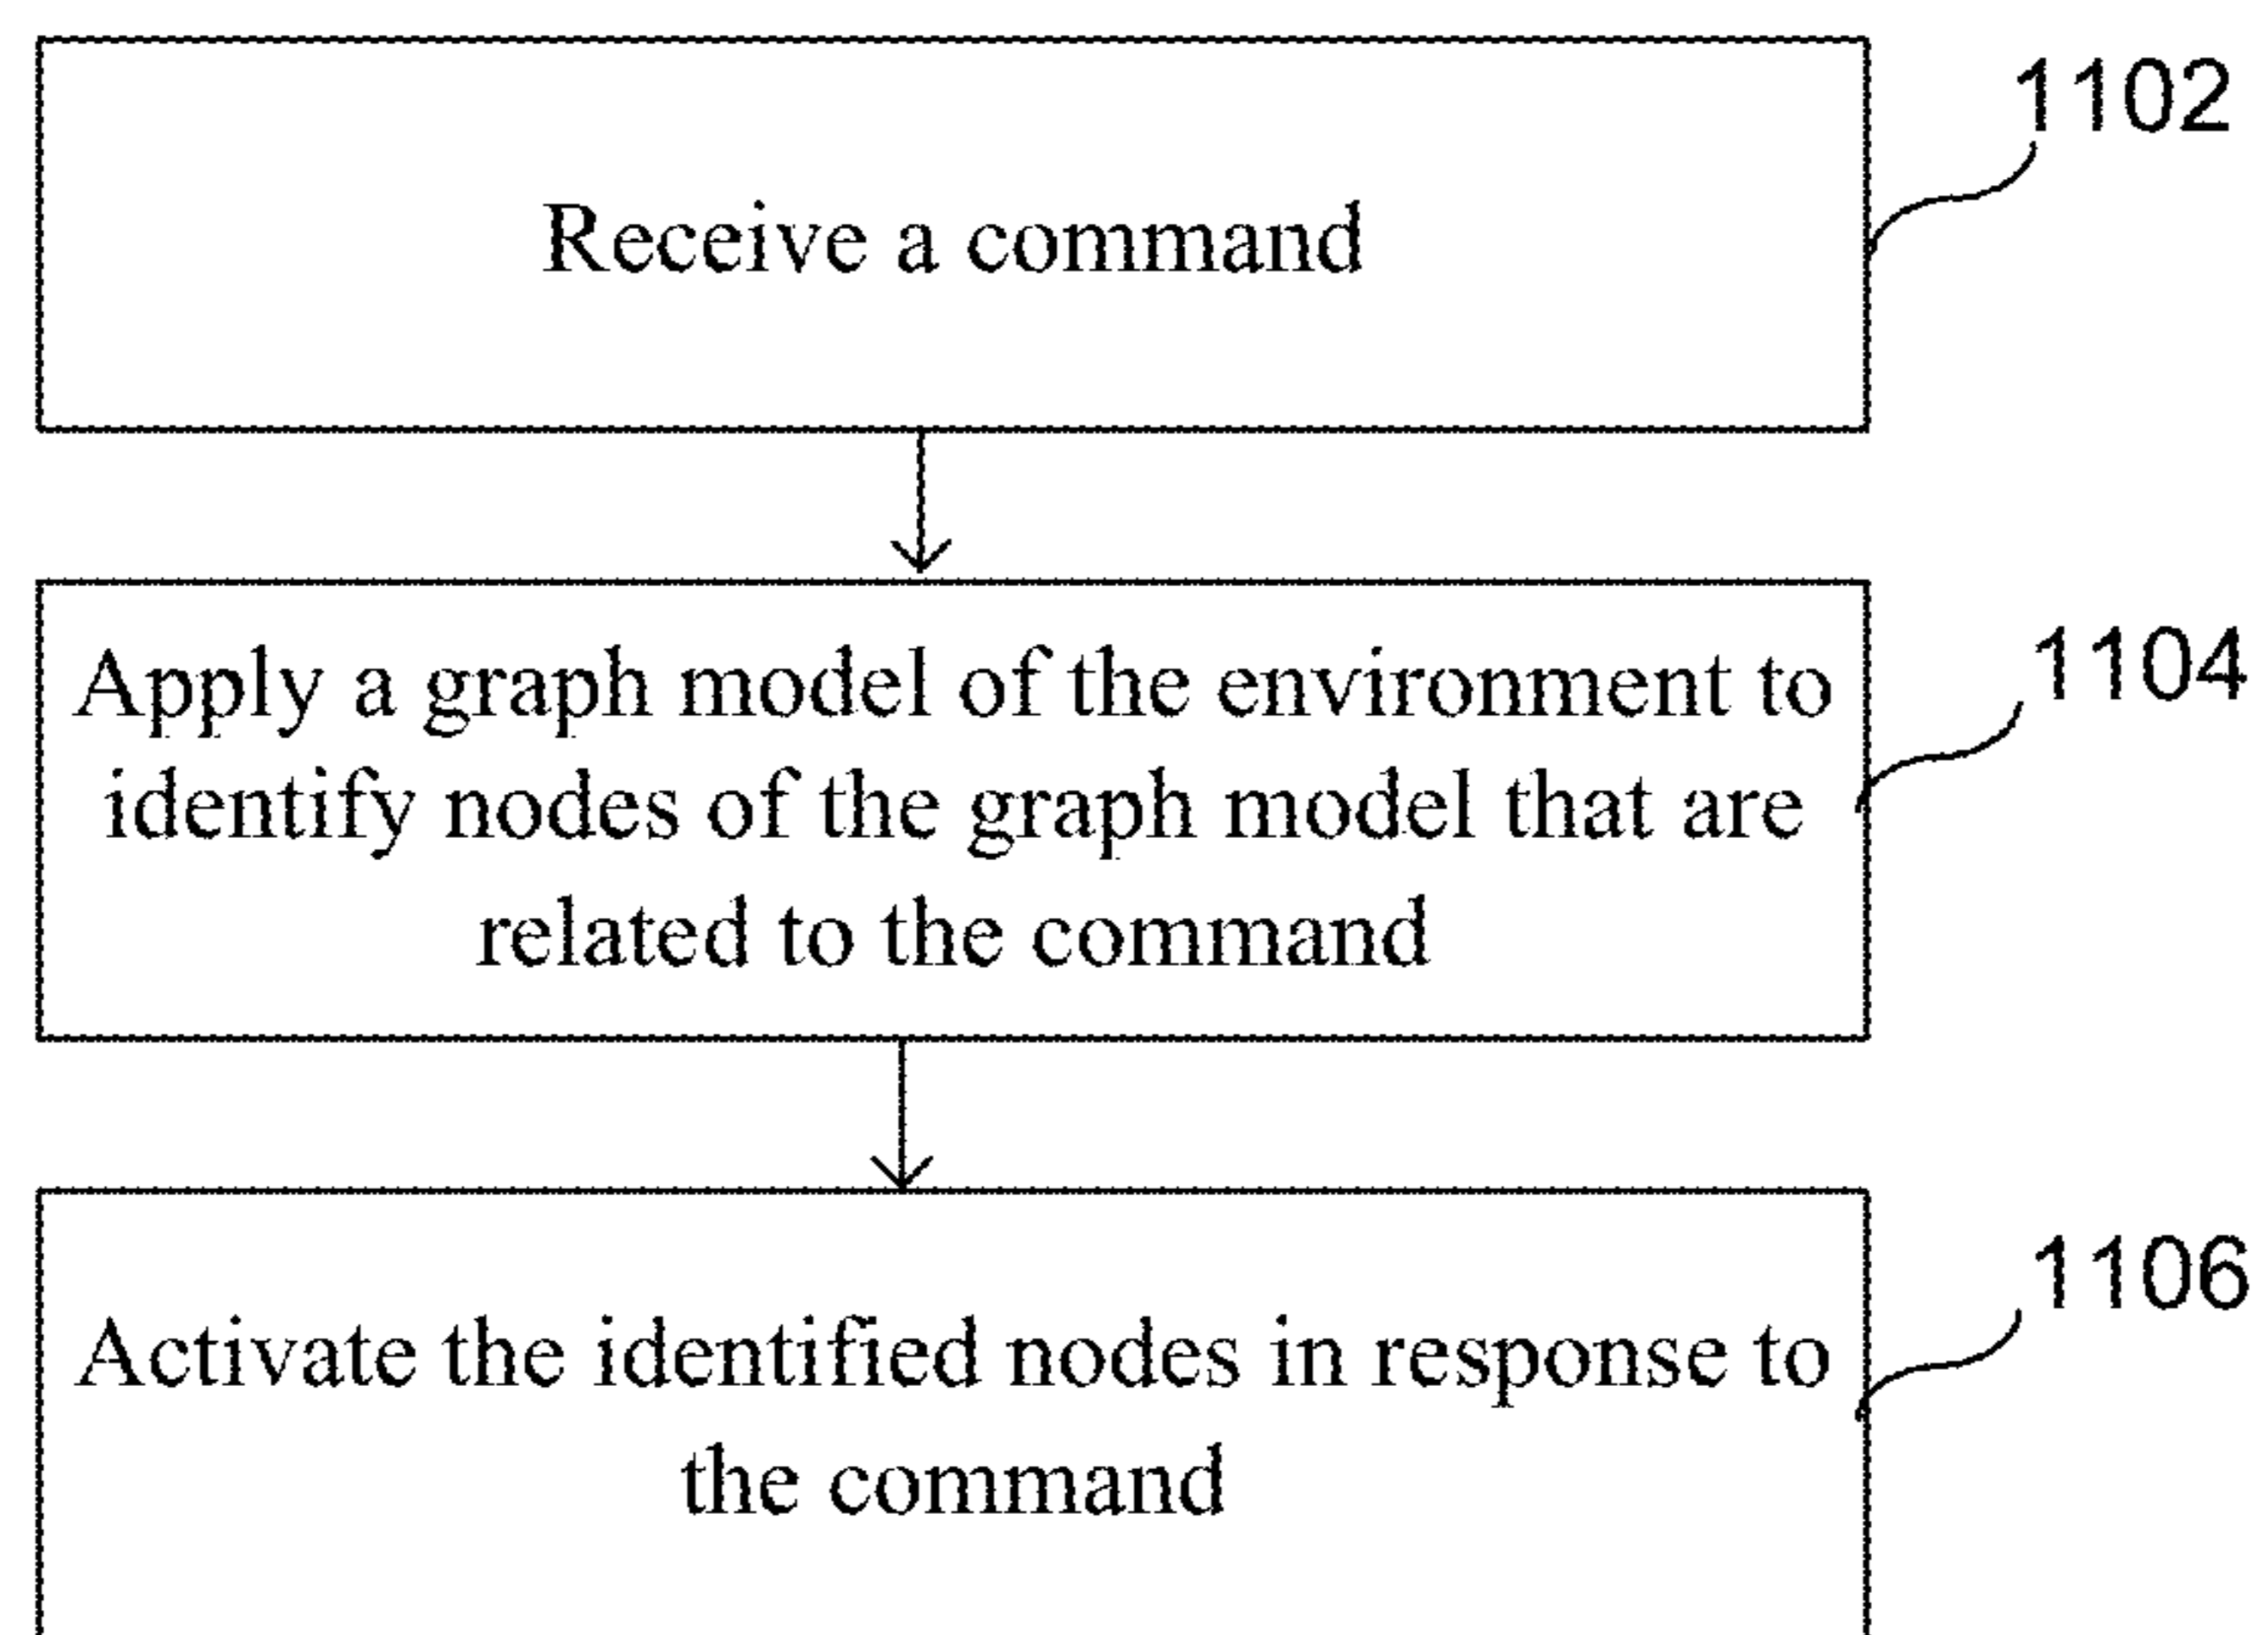 1102
Receive a command
1104
Apply a graph model of the environment to
identify nodes of the graph model that are
related to the command
1106
Activate the identified nodes in response to
the command